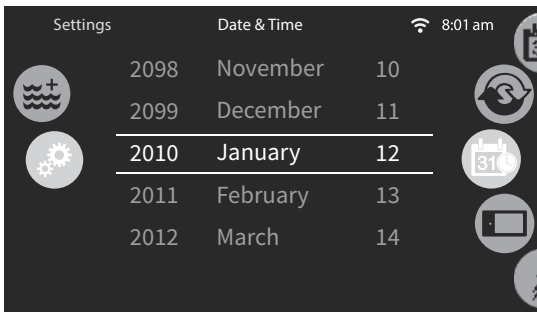 Settings Date & Time 8:01 am
2098 November 10
2099 December 11
2010 January 12
2011 February 13
2012 March 14
31